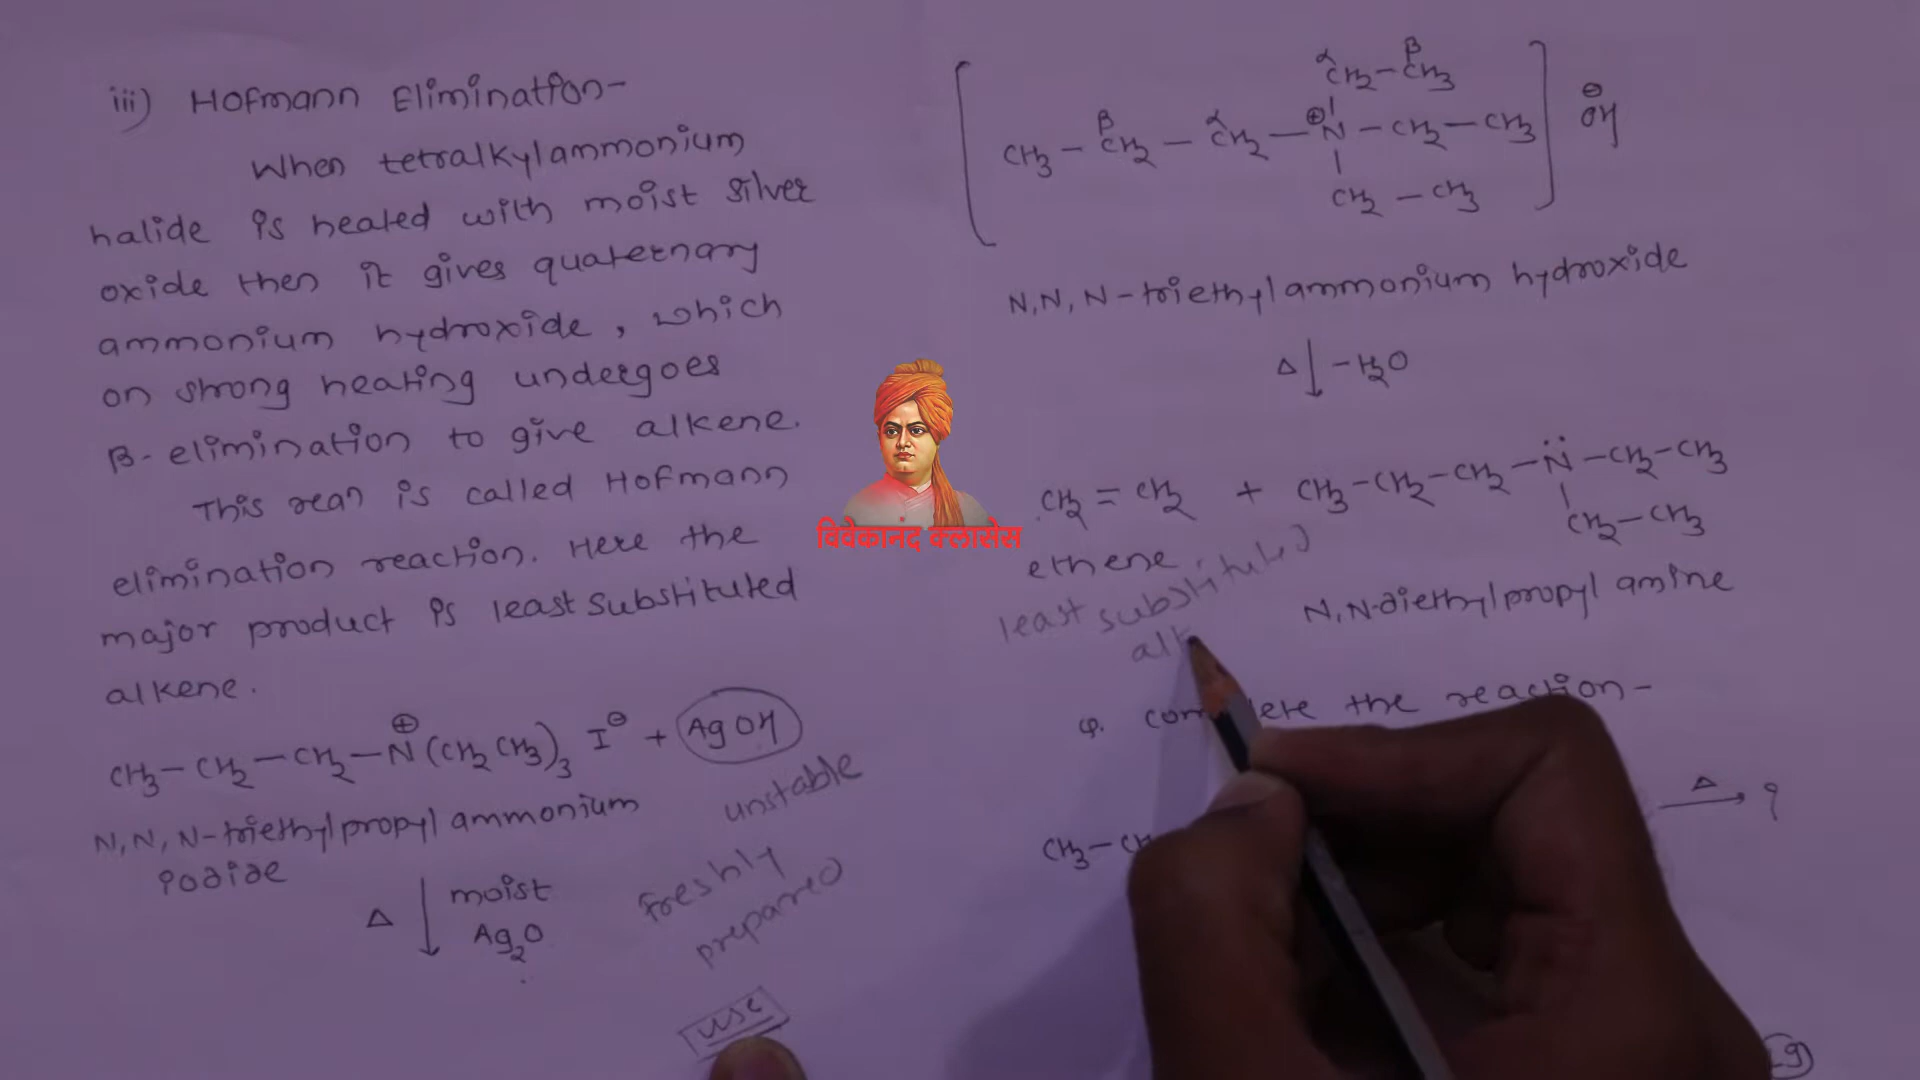 iii) Hofmann Elimination-
When tetralkylammonium
halide is heated with moist silver
oxide then it gives quaternary
ammonium hydroxide, which
on strong heating undergoes
β-elimination to give alkene.
This rean is called Hofmann
elimination reaction. Here the
major product is least substituted
alkene.
CH3-CH2-CH2-N⊕(CH2CH3)3 I⊖ + AgOH
N,N,N-triethylpropylammonium
iodide
unstable
Δ moist
Ag2O
freshly
prepared
use
α β
CH2-CH3
β α ⊕
[CH3-CH2-CH2-N-CH2-CH3] ⊖OH
CH2-CH3
N,N,N-triethylammonium hydroxide
Δ -H2O
CH2=CH2 + CH3-CH2-CH2-N̈-CH2-CH3
CH2-CH3
ethene.
least substituted
alk
N,N-diethylpropyl amine
विवेकानंद क्लासेस
Q. the reaction-
CH3- Δ ?